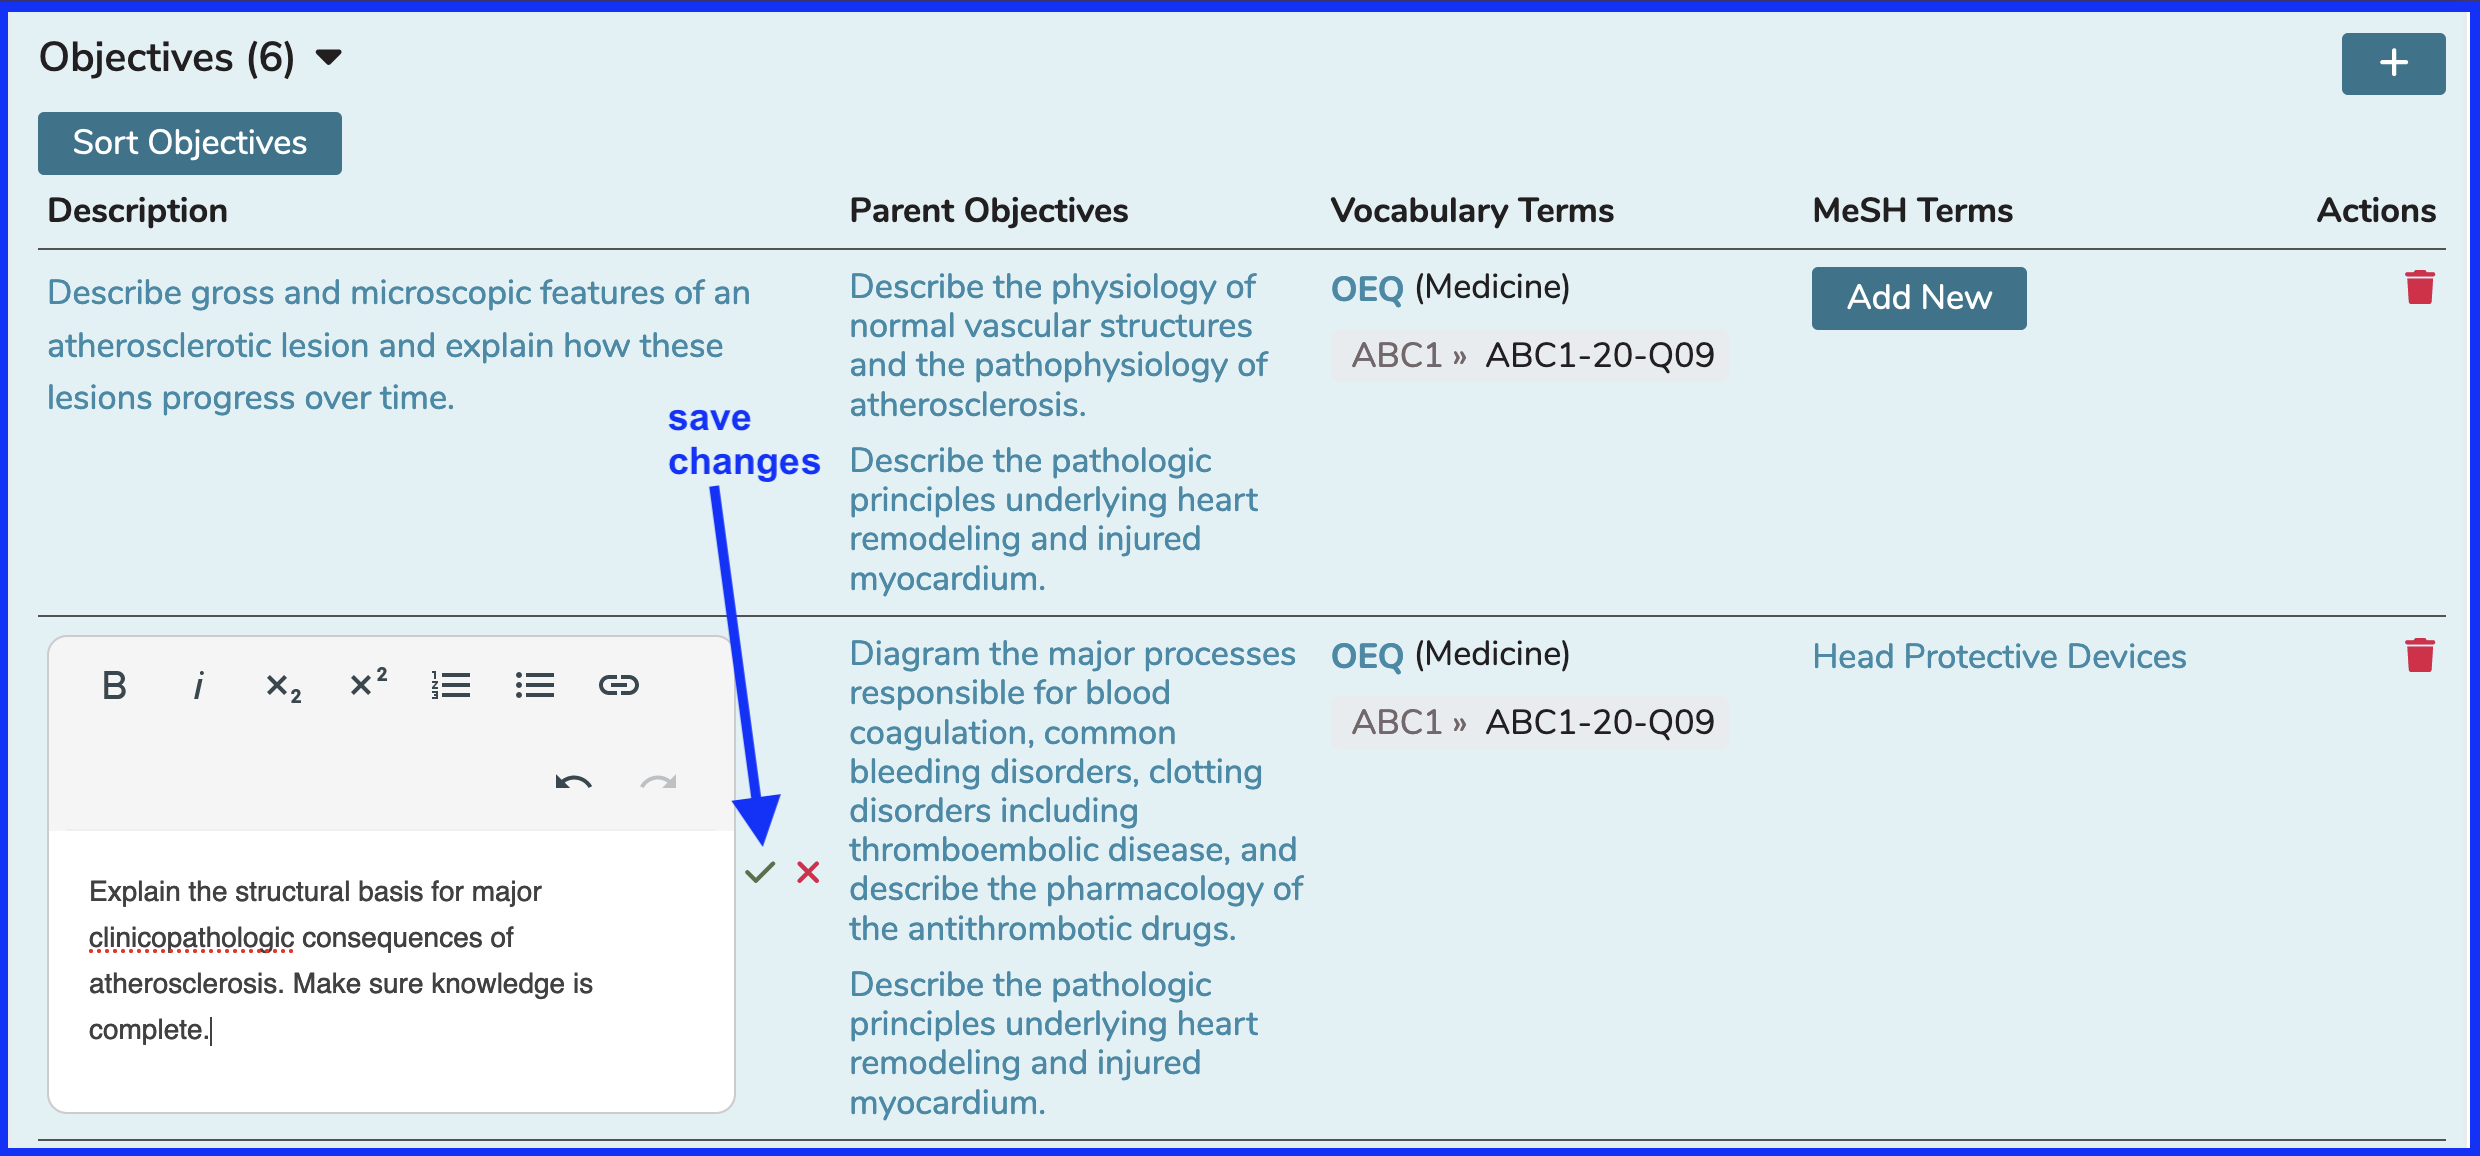 Objectives (6)
+
Sort Objectives
Description
Parent Objectives
Vocabulary Terms
MeSH Terms
Actions
Describe gross and microscopic features of an
atherosclerotic lesion and explain how these
lesions progress over time.
Describe the physiology of
normal vascular structures
and the pathophysiology of
atherosclerosis.
Describe the pathologic
principles underlying heart
remodeling and injured
myocardium.
OEQ (Medicine)
ABC1 » ABC1-20-Q09
Add New
save
changes
B i ×₂ ×²
Explain the structural basis for major
clinicopathologic consequences of
atherosclerosis. Make sure knowledge is
complete.
Diagram the major processes
responsible for blood
coagulation, common
bleeding disorders, clotting
disorders including
thromboembolic disease, and
describe the pharmacology of
the antithrombotic drugs.
Describe the pathologic
principles underlying heart
remodeling and injured
myocardium.
OEQ (Medicine)
ABC1 » ABC1-20-Q09
Head Protective Devices